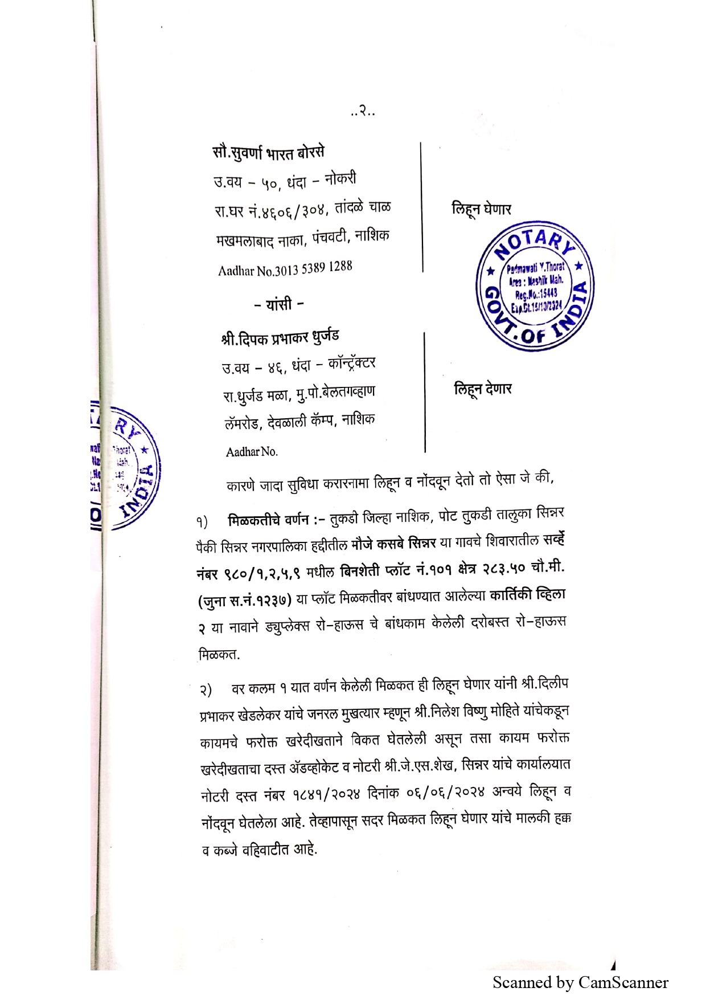 ..२..
सौ.सुवर्णा भारत बोरसे
उ.वय – ५०, धंदा – नोकरी
रा.घर नं.४६०६/३०४, तांदळे चाळ
मखमलाबाद नाका, पंचवटी, नाशिक
Aadhar No.3013 5389 1288
लिहून घेणार
NOTARY
Padmawati Y.Thorat
Area : Nashik Mah.
Reg.No.:15443
Exp.Dt.15/10/2324
GOVT.OF INDIA
– यांसी –
श्री.दिपक प्रभाकर धुर्जड
उ.वय – ४६, धंदा – कॉन्ट्रॅक्टर
रा.धुर्जड मळा, मु.पो.बेलतगव्हाण
लॅमरोड, देवळाली कॅम्प, नाशिक
Aadhar No.
लिहून देणार
RY
Thorat
INDIA
कारणे जादा सुविधा करारनामा लिहून व नोंदवून देतो तो ऐसा जे की,
१) मिळकतीचे वर्णन :– तुकडी जिल्हा नाशिक, पोट तुकडी तालुका सिन्नर
पैकी सिन्नर नगरपालिका हद्दीतील मौजे कसबे सिन्नर या गावचे शिवारातील सर्व्हे
नंबर ९८०/१,२,५,९ मधील बिनशेती प्लॉट नं.१०१ क्षेत्र २८३.५० चौ.मी.
(जुना स.नं.१२३७) या प्लॉट मिळकतीवर बांधण्यात आलेल्या कार्तिकी व्हिला
२ या नावाने ड्युप्लेक्स रो–हाऊस चे बांधकाम केलेली दरोबस्त रो–हाऊस
मिळकत.
२) वर कलम १ यात वर्णन केलेली मिळकत ही लिहून घेणार यांनी श्री.दिलीप
प्रभाकर खेडलेकर यांचे जनरल मुखत्यार म्हणून श्री.निलेश विष्णु मोहिते यांचेकडून
कायमचे फरोक्त खरेदीखताने विकत घेतलेली असून तसा कायम फरोक्त
खरेदीखताचा दस्त ॲडव्होकेट व नोटरी श्री.जे.एस.शेख, सिन्नर यांचे कार्यालयात
नोटरी दस्त नंबर १८४१/२०२४ दिनांक ०६/०६/२०२४ अन्वये लिहून व
नोंदवून घेतलेला आहे. तेव्हापासून सदर मिळकत लिहून घेणार यांचे मालकी हक्क
व कब्जे वहिवाटीत आहे.
Scanned by CamScanner